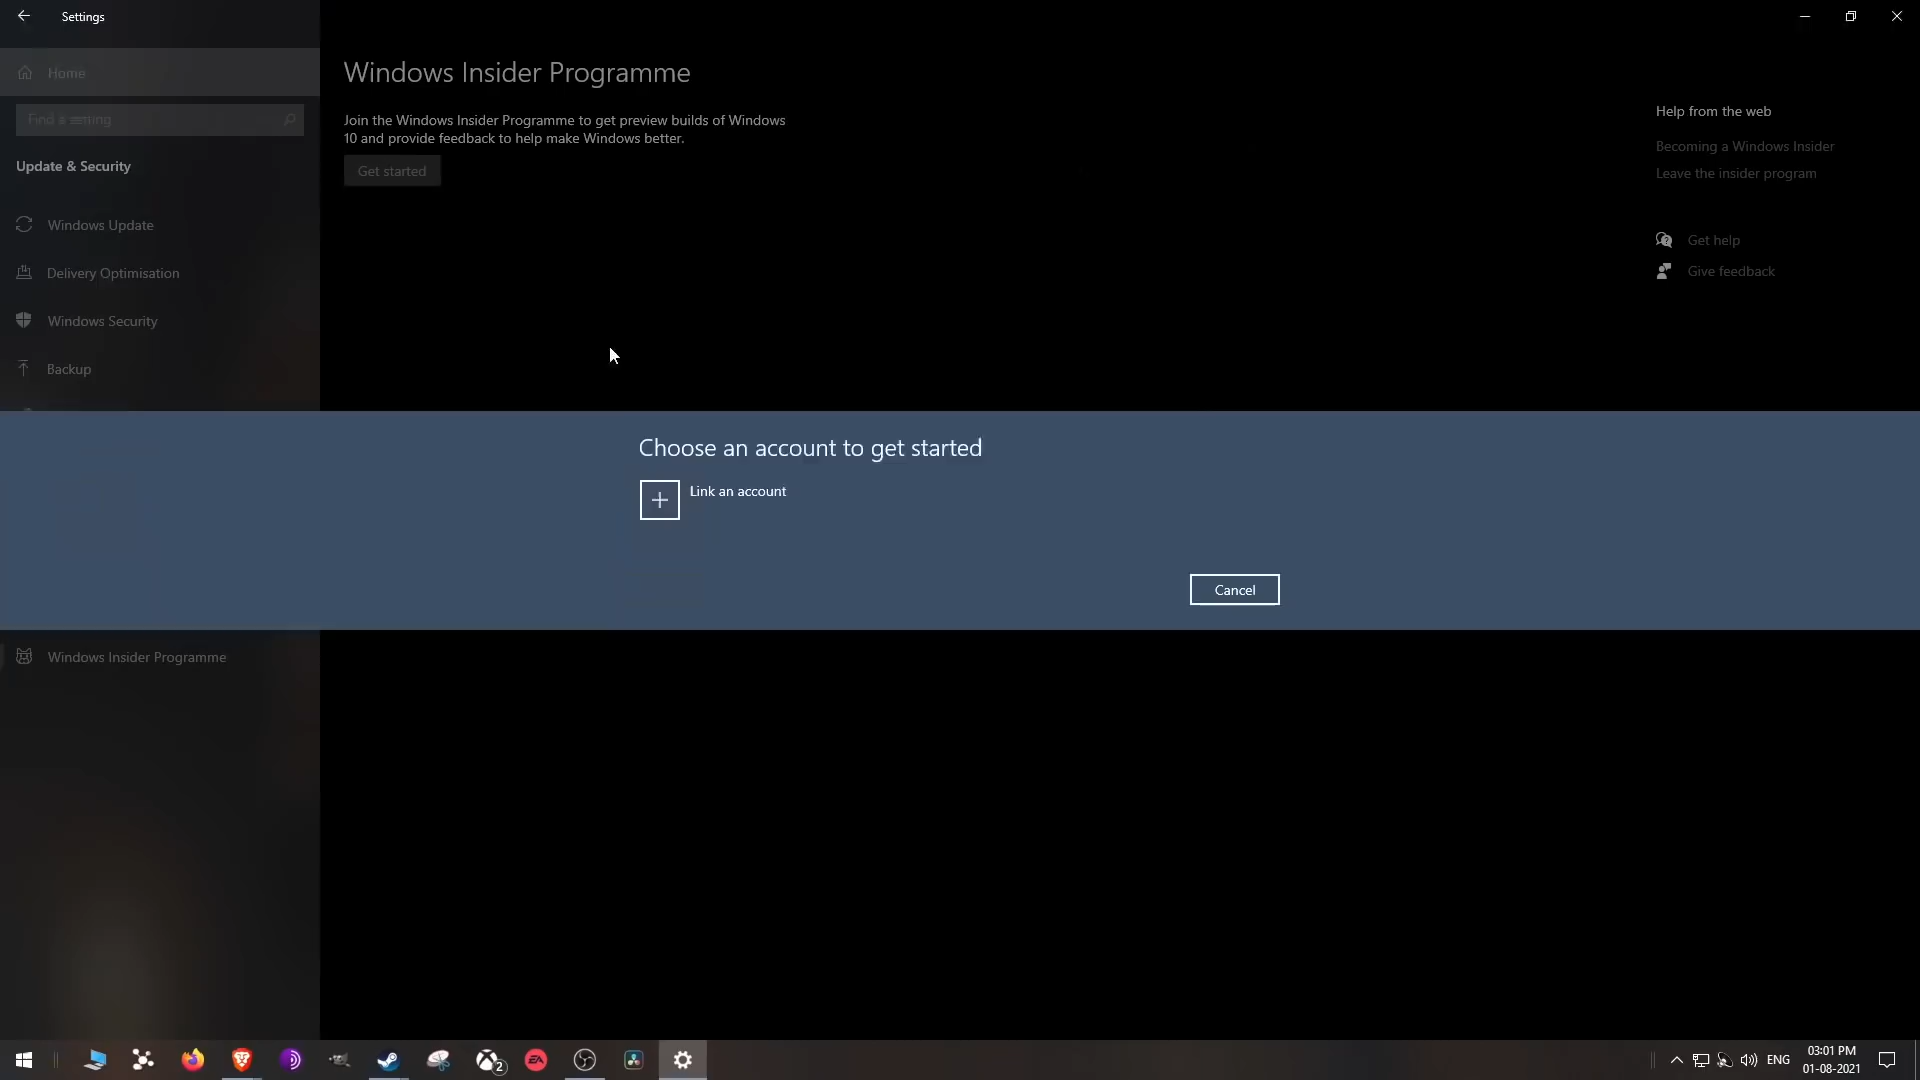 Settings
Home
Find a setting
Update & Security
Windows Update
Delivery Optimisation
Windows Security
Backup
Windows Insider Programme
Windows Insider Programme
Join the Windows Insider Programme to get preview builds of Windows
10 and provide feedback to help make Windows better.
Get started
Help from the web
Becoming a Windows Insider
Leave the insider program
Get help
Give feedback
Choose an account to get started
Link an account
Cancel
2
EA
ENG
03:01 PM
01-08-2021